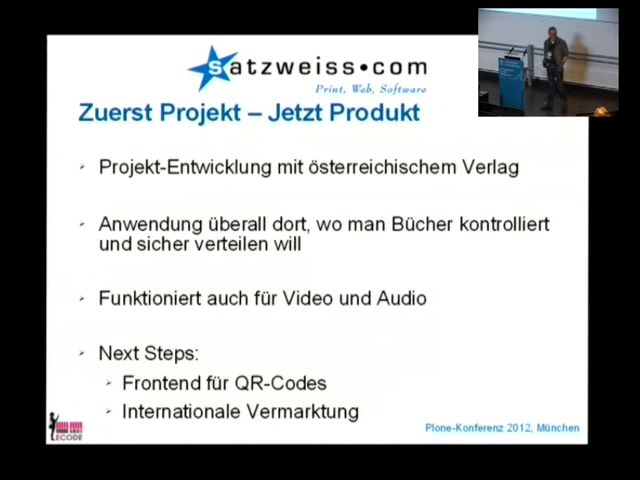 satzweiss.com
Print, Web, Software
Zuerst Projekt – Jetzt Produkt
Projekt-Entwicklung mit österreichischem Verlag
Anwendung überall dort, wo man Bücher kontrolliert
und sicher verteilen will
Funktioniert auch für Video und Audio
Next Steps:
Frontend für QR-Codes
Internationale Vermarktung
ECODE
Plone-Konferenz 2012, München